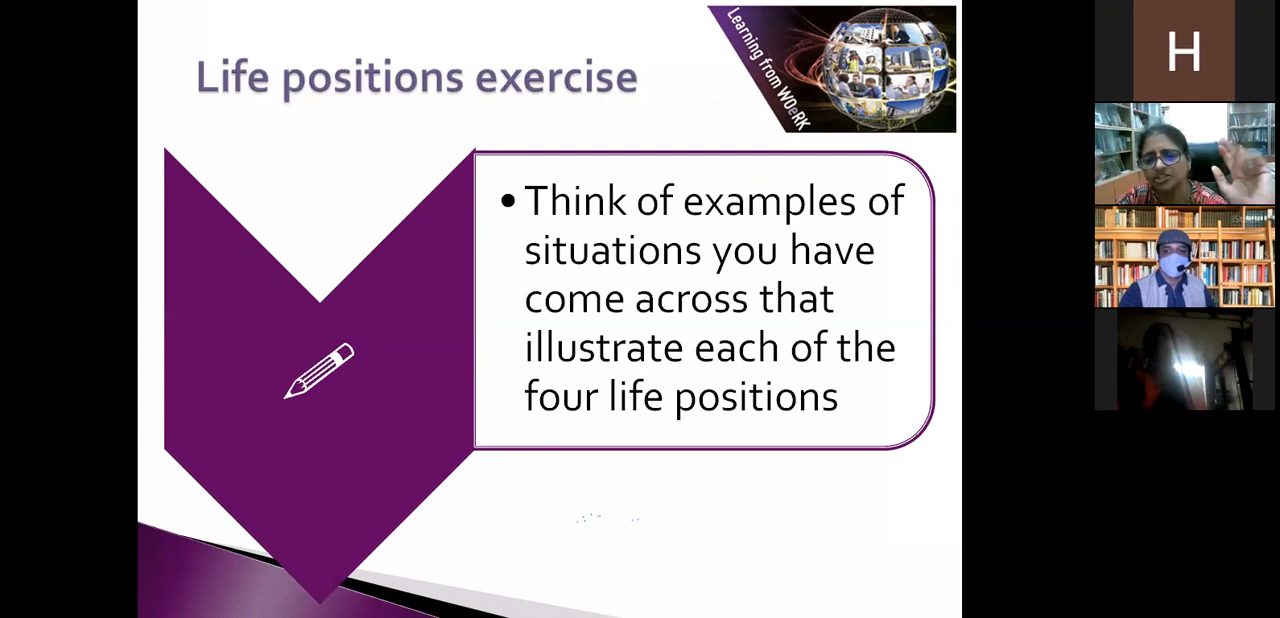 Life positions exercise
Learning from WOeRK
• Think of examples of
situations you have
come across that
illustrate each of the
four life positions
H